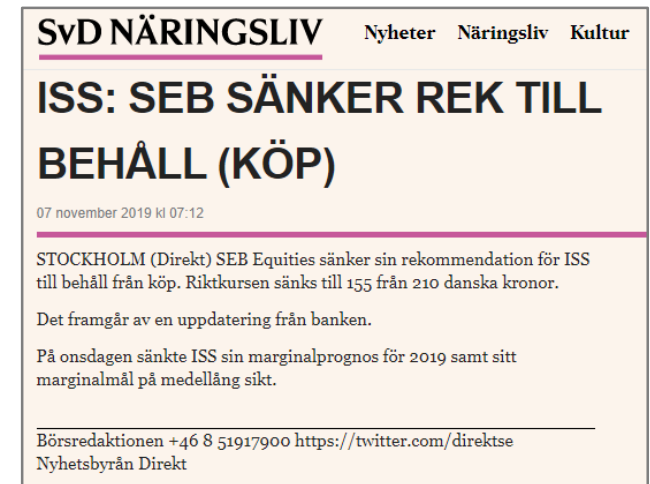 SvD NÄRINGSLIV Nyheter Näringsliv Kultur
ISS: SEB SÄNKER REK TILL
BEHÅLL (KÖP)
07 november 2019 kl 07:12
STOCKHOLM (Direkt) SEB Equities sänker sin rekommendation för ISS
till behåll från köp. Riktkursen sänks till 155 från 210 danska kronor.
Det framgår av en uppdatering från banken.
På onsdagen sänkte ISS sin marginalprognos för 2019 samt sitt
marginalmål på medellång sikt.
Börsredaktionen +46 8 51917900 https://twitter.com/direktse
Nyhetsbyrån Direkt